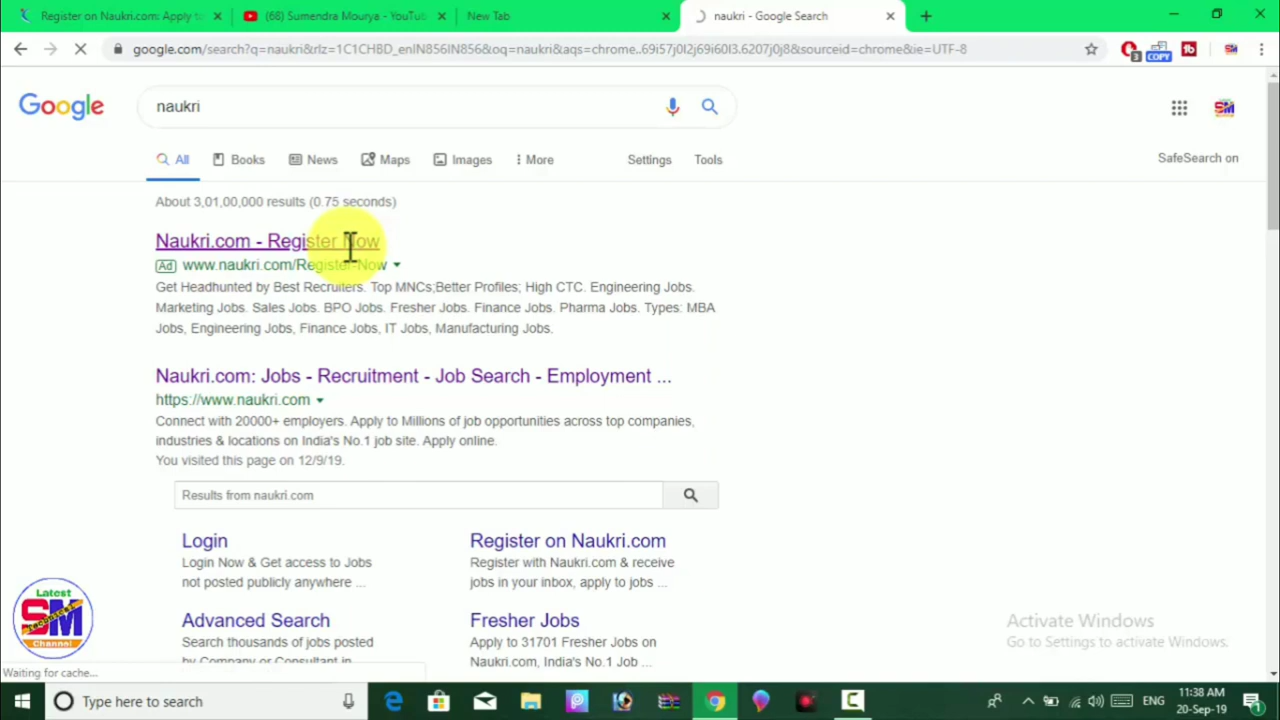 Register on Naukri.com: Apply to
(68) Sumendra Mourya - YouTub
New Tab
naukri - Google Search
google.com/search?q=naukri&rlz=1C1CHBD_enIN856IN856&oq=naukri&aqs=chrome..69i57j0l2j69i60l3.6207j0j8&sourceid=chrome&ie=UTF-8
3
COPY
Google
naukri
All
Books
News
Maps
Images
More
Settings
Tools
SafeSearch on
About 3,01,00,000 results (0.75 seconds)
Naukri.com - Register Now
Ad www.naukri.com/Register-Now
Get Headhunted by Best Recruiters. Top MNCs;Better Profiles; High CTC. Engineering Jobs.
Marketing Jobs. Sales Jobs. BPO Jobs. Fresher Jobs. Finance Jobs. Pharma Jobs. Types: MBA
Jobs, Engineering Jobs, Finance Jobs, IT Jobs, Manufacturing Jobs.
Naukri.com: Jobs - Recruitment - Job Search - Employment ...
https://www.naukri.com
Connect with 20000+ employers. Apply to Millions of job opportunities across top companies,
industries & locations on India's No.1 job site. Apply online.
You visited this page on 12/9/19.
Results from naukri.com
Login
Login Now & Get access to Jobs
not posted publicly anywhere ...
Register on Naukri.com
Register with Naukri.com & receive
jobs in your inbox, apply to jobs ...
Advanced Search
Search thousands of jobs posted
by Company or Consultant in
Fresher Jobs
Apply to 31701 Fresher Jobs on
Naukri.com, India's No.1 Job ...
Latest
SM
Channel
Activate Windows
Go to Settings to activate Windows.
Waiting for cache...
Type here to search
ENG
11:38 AM
20-Sep-19
1